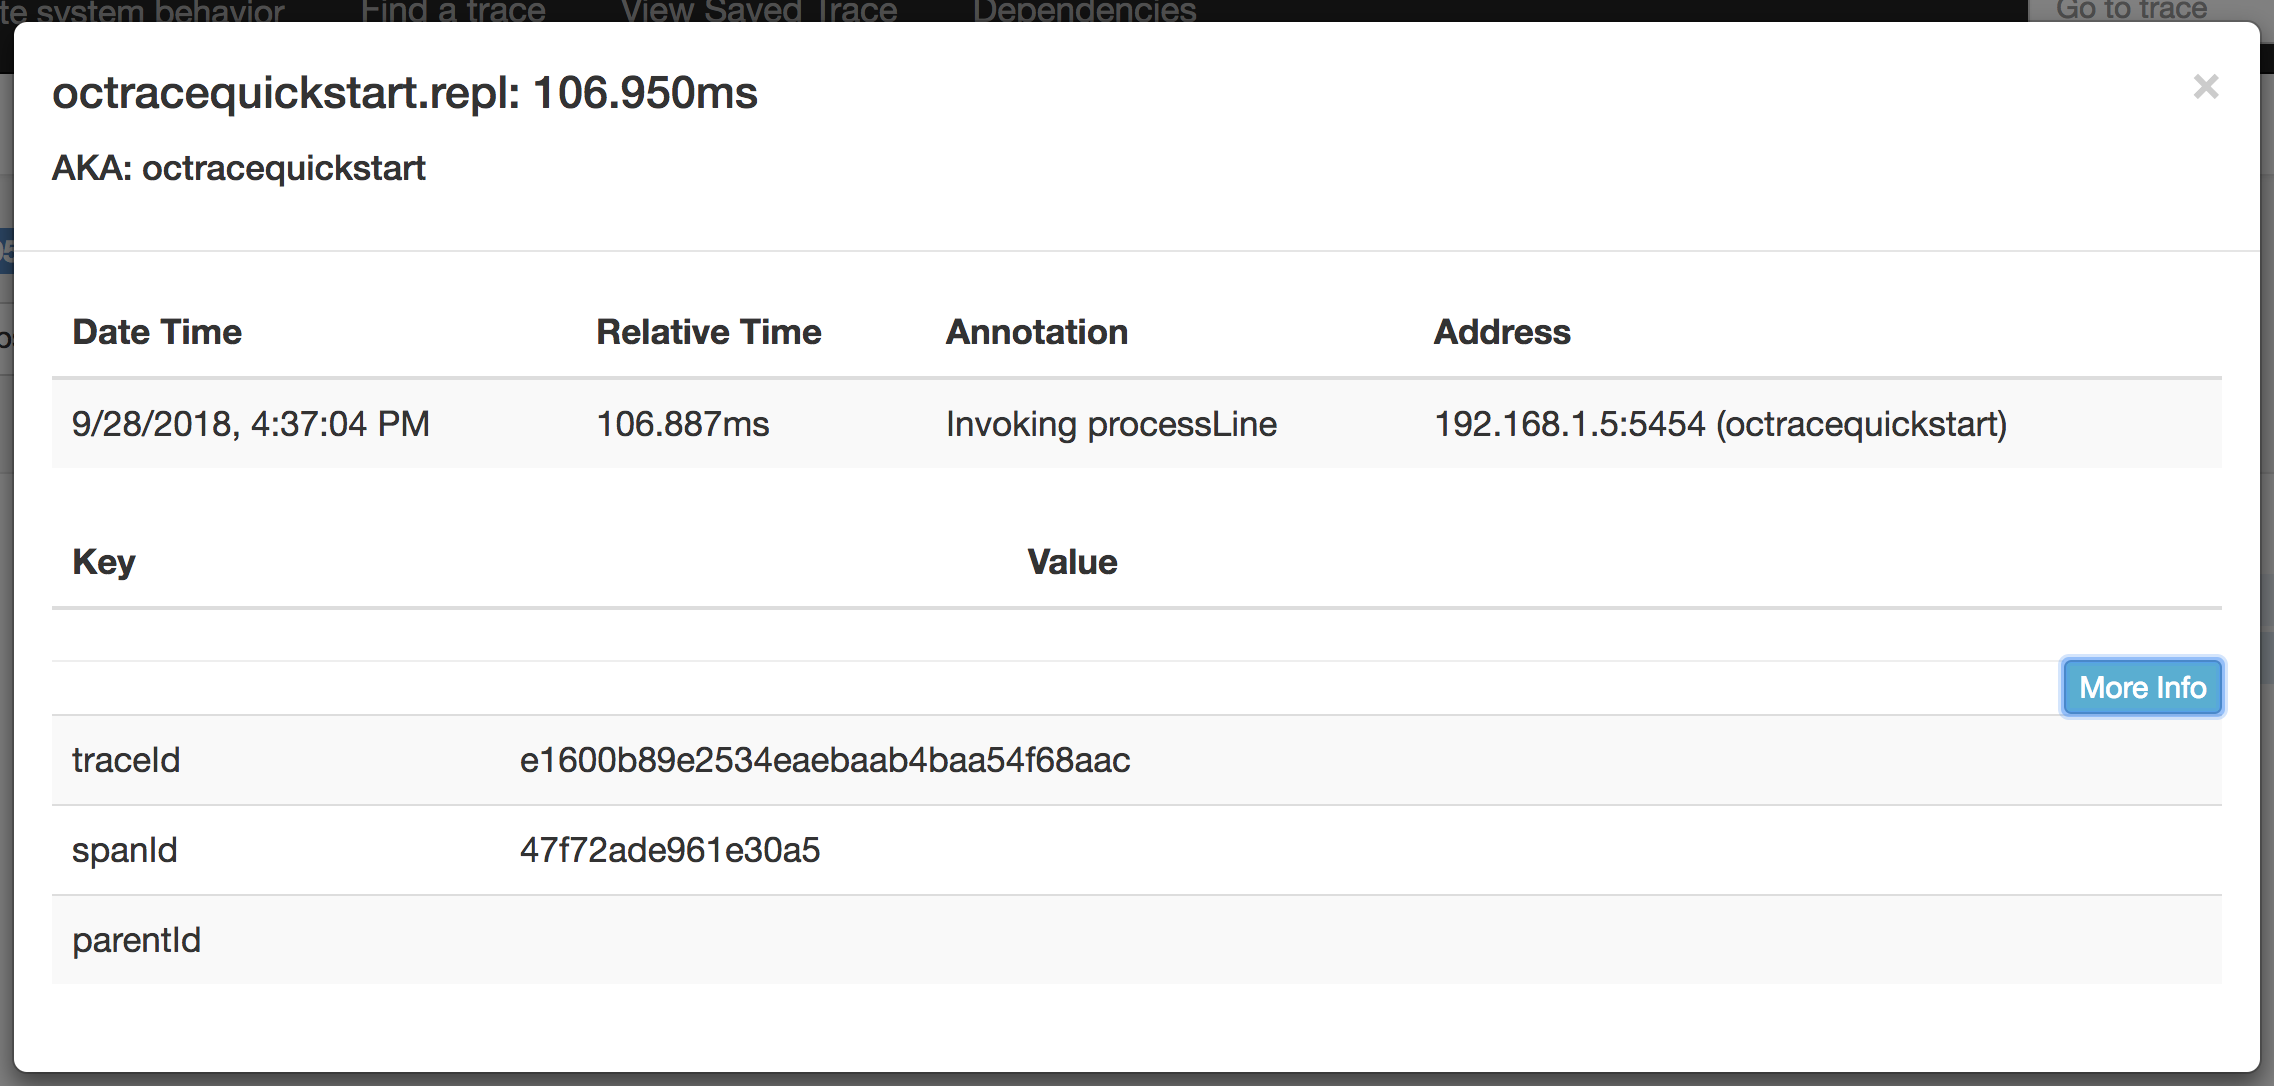 te system behavior Find a trace View Saved Trace Dependencies Go to trace
octracequickstart.repl: 106.950ms
×
AKA: octracequickstart
Date Time Relative Time Annotation Address
9/28/2018, 4:37:04 PM 106.887ms Invoking processLine 192.168.1.5:5454 (octracequickstart)
Key Value
More Info
traceId e1600b89e2534eaebaab4baa54f68aac
spanId 47f72ade961e30a5
parentId